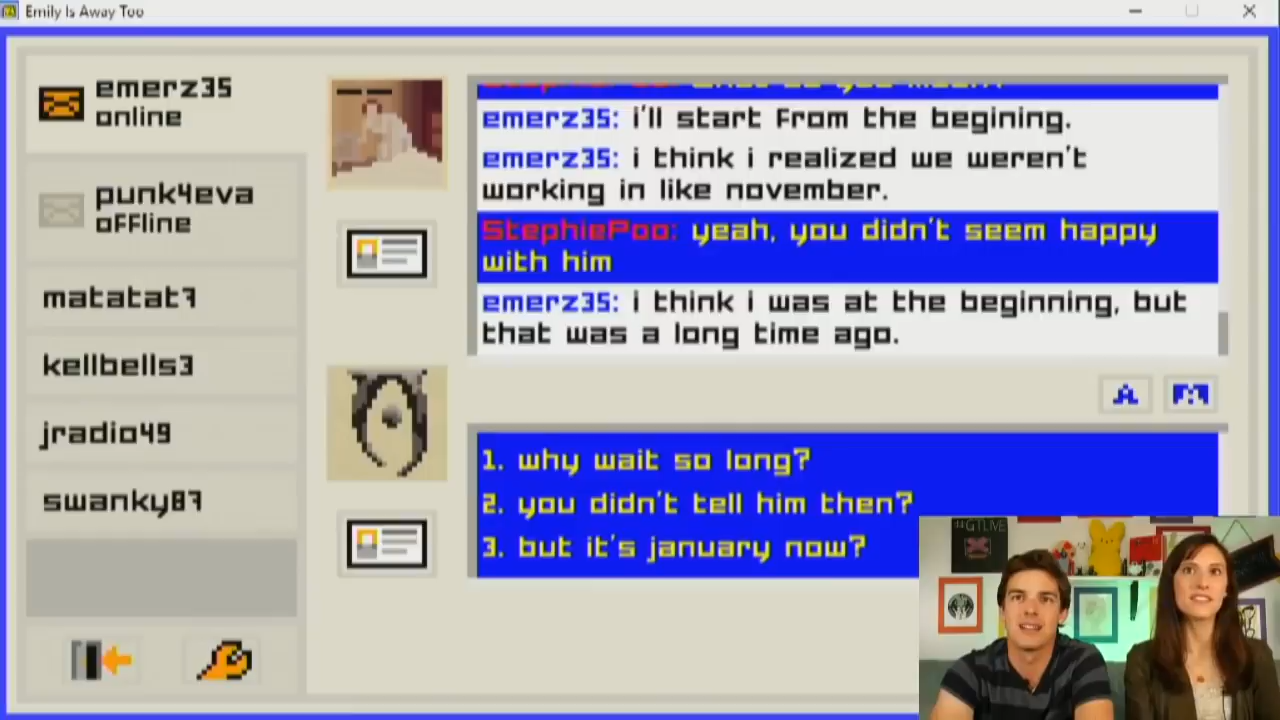 Emily Is Away Too
emerz35
online
punk4eva
offline
matatat7
kellbells3
jradio49
swanky87
emerz35: i'll start from the begining.
emerz35: i think i realized we weren't
working in like november.
StephiePoo: yeah, you didn't seem happy
with him
emerz35: i think i was at the beginning, but
that was a long time ago.
A
1. why wait so long?
2. you didn't tell him then?
3. but it's january now?
#GTLIVE